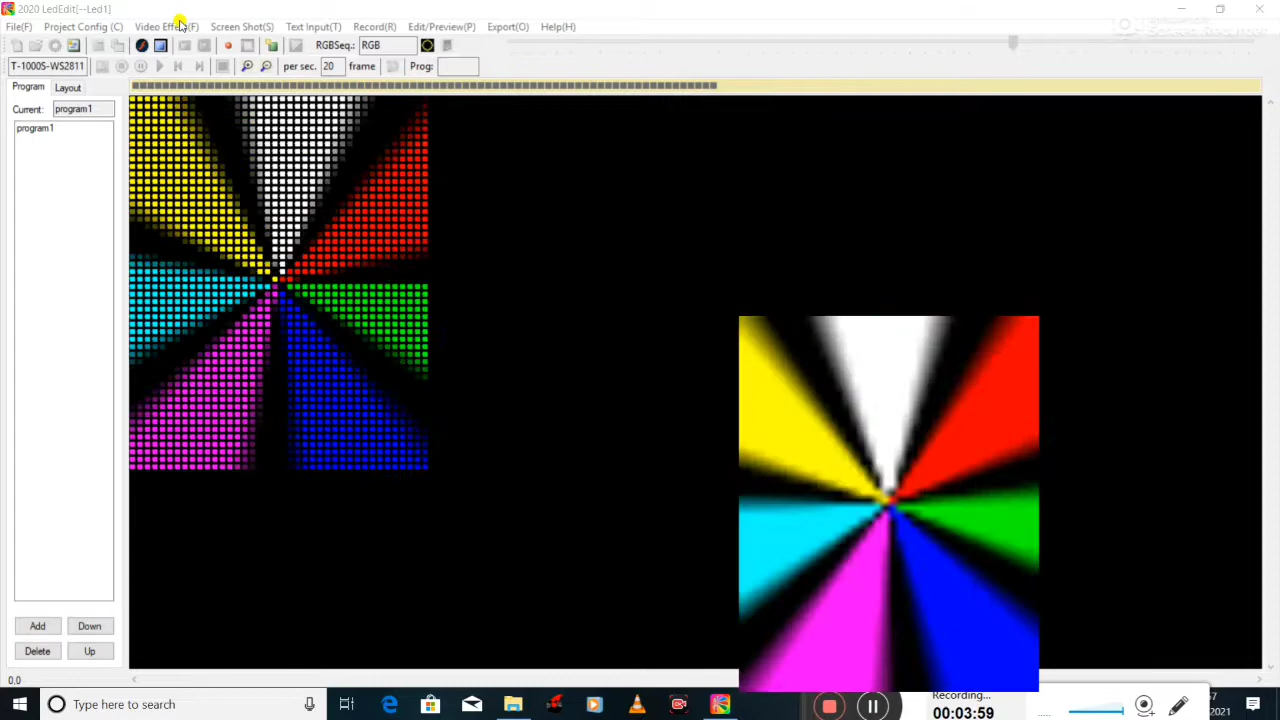 2020 LedEdit[--Led1]
File(F) Project Config (C) Video Effect(F) Screen Shot(S) Text Input(T) Record(R) Edit/Preview(P) Export(O) Help(H)
RGBSeq.: RGB
T-1000S-WS2811 per sec. 20 frame Prog:
Program Layout
Current: program1
program1
Add Down
Delete Up
0,0
Type here to search
Recording...
00:03:59
2021